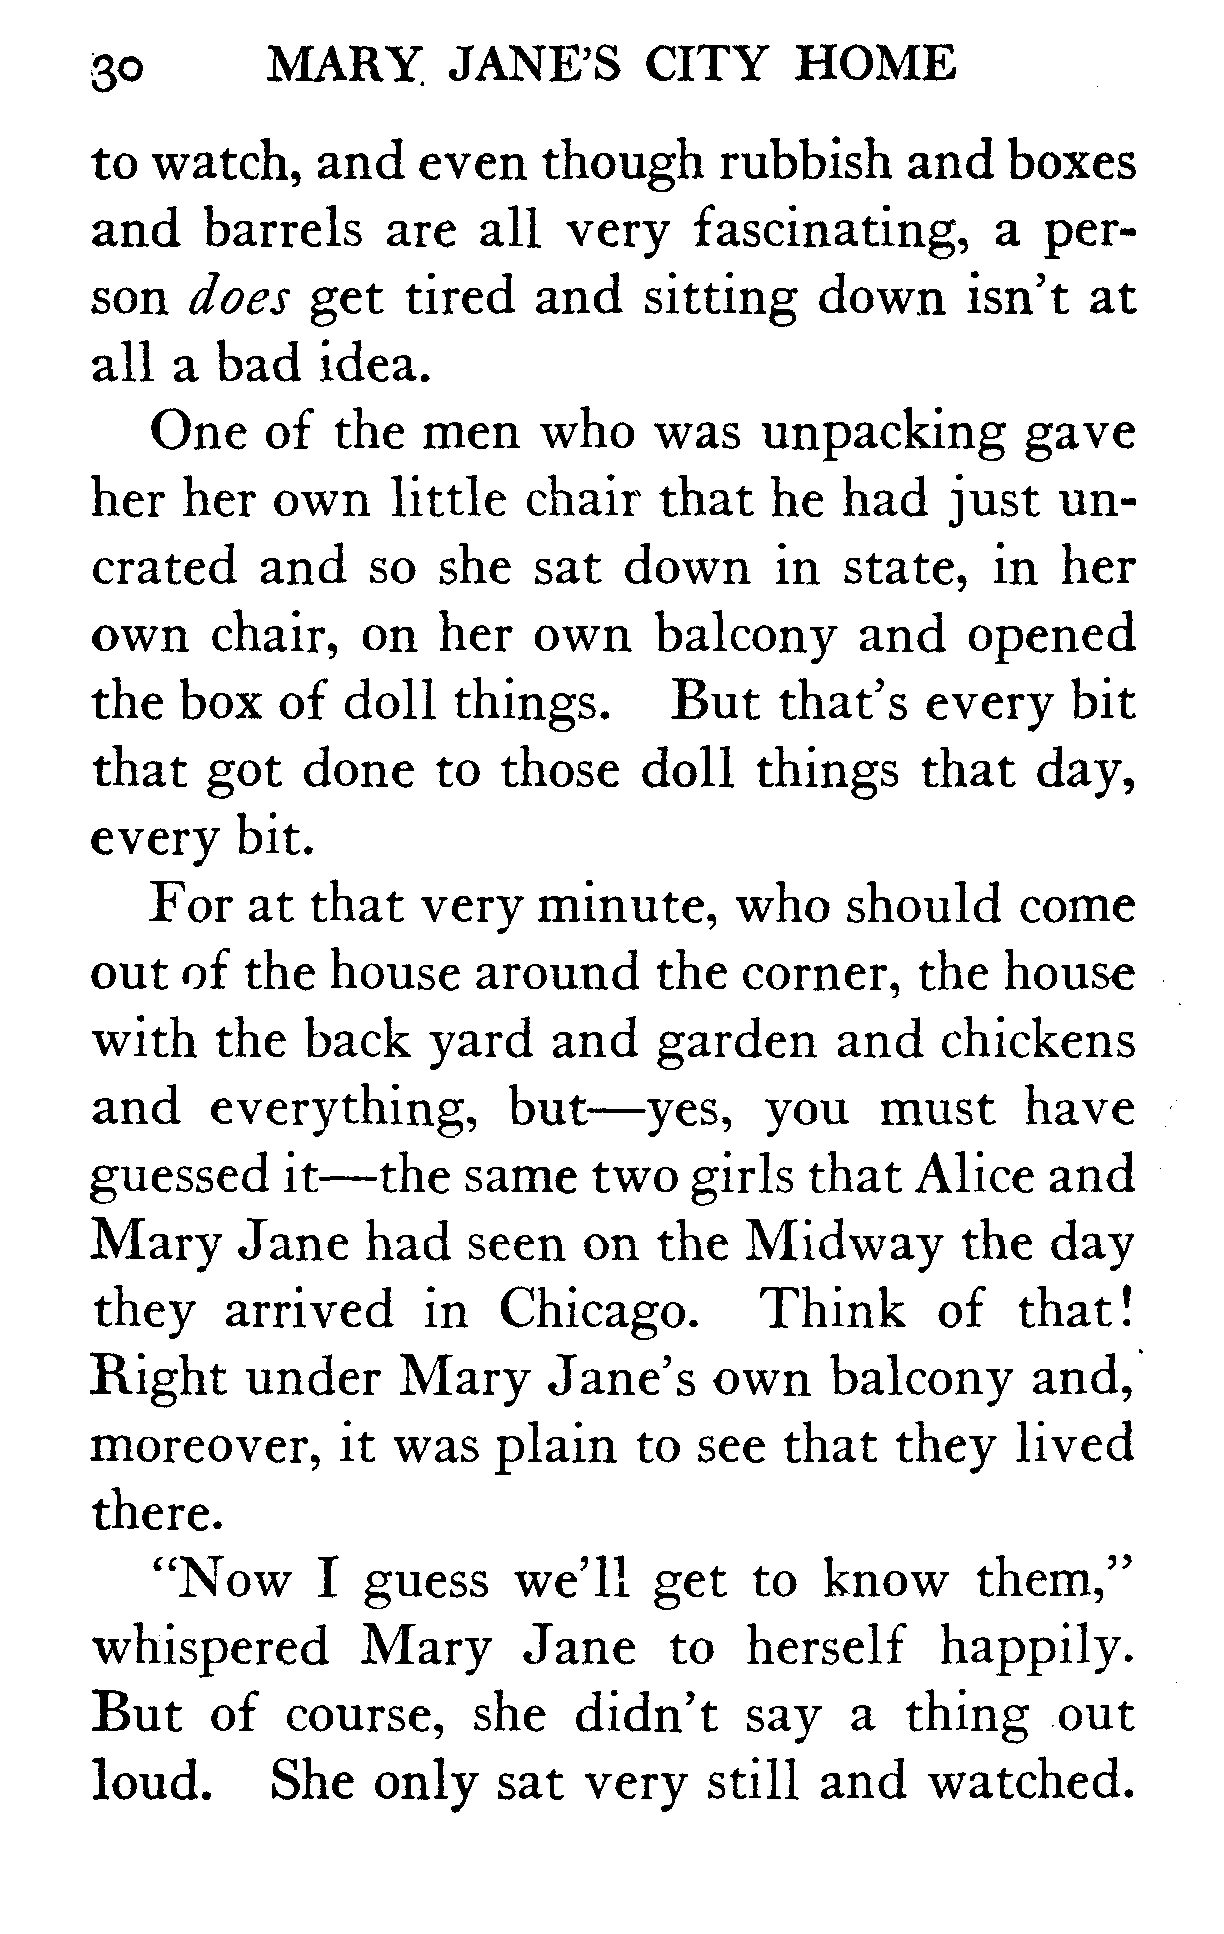 30 MARY JANE'S CITY HOME
to watch, and even though rubbish and boxes
and barrels are all very fascinating, a per-
son does get tired and sitting down isn't at
all a bad idea.
One of the men who was unpacking gave
her her own little chair that he had just un-
crated and so she sat down in state, in her
own chair, on her own balcony and opened
the box of doll things. But that's every bit
that got done to those doll things that day,
every bit.
For at that very minute, who should come
out of the house around the corner, the house
with the back yard and garden and chickens
and everything, but—yes, you must have
guessed it—the same two girls that Alice and
Mary Jane had seen on the Midway the day
they arrived in Chicago. Think of that!
Right under Mary Jane's own balcony and,
moreover, it was plain to see that they lived
there.
"Now I guess we'll get to know them,"
whispered Mary Jane to herself happily.
But of course, she didn't say a thing out
loud. She only sat very still and watched.